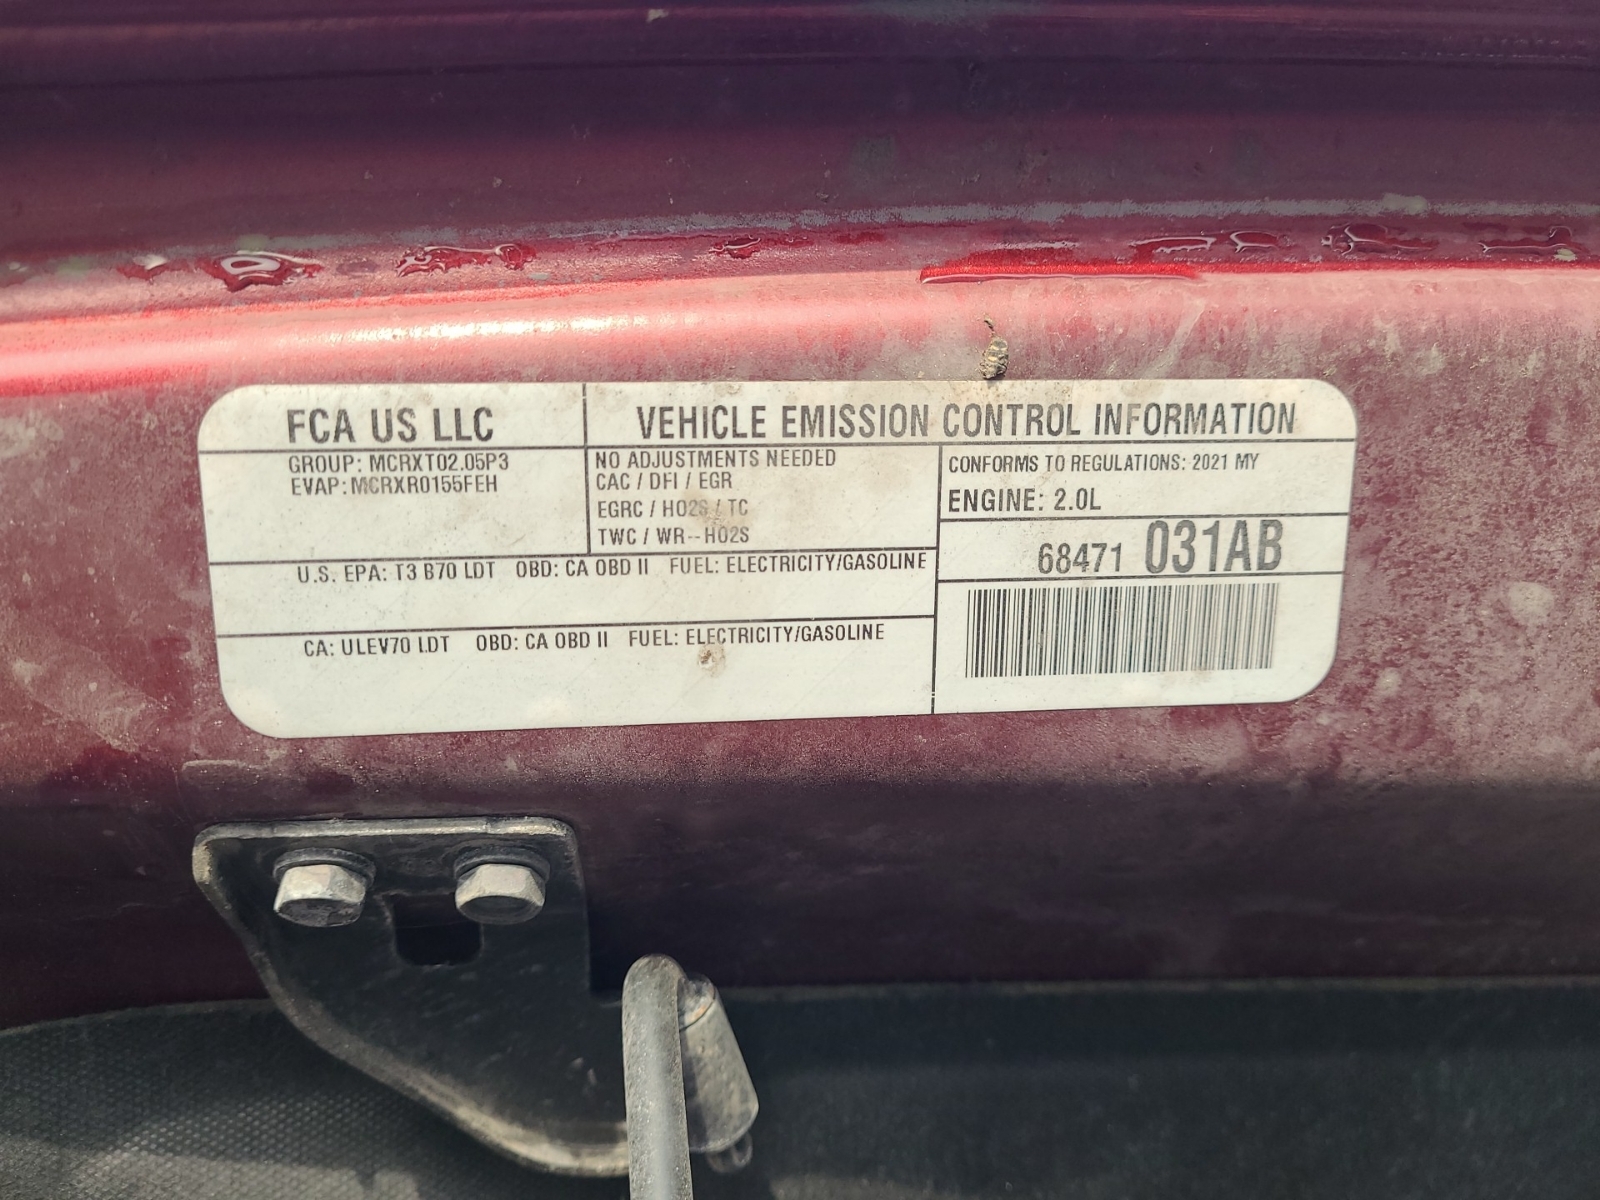 FCA US LLC
VEHICLE EMISSION CONTROL INFORMATION
GROUP: MCRXT02.05P3
EVAP: MCRXR0155FEH
NO ADJUSTMENTS NEEDED
CAC / DFI / EGR
EGRC / HO2S / TC
TWC / WR--HO2S
CONFORMS TO REGULATIONS: 2021 MY
ENGINE: 2.0L
68471 031AB
U.S. EPA: T3 B70 LDT OBD: CA OBD II FUEL: ELECTRICITY/GASOLINE
CA: ULEV70 LDT OBD: CA OBD II FUEL: ELECTRICITY/GASOLINE